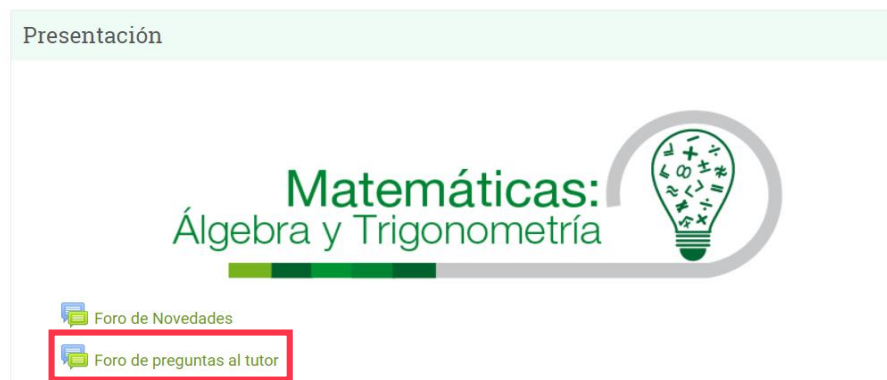 Presentación
Matemáticas:
Álgebra y Trigonometría
Foro de Novedades
Foro de preguntas al tutor